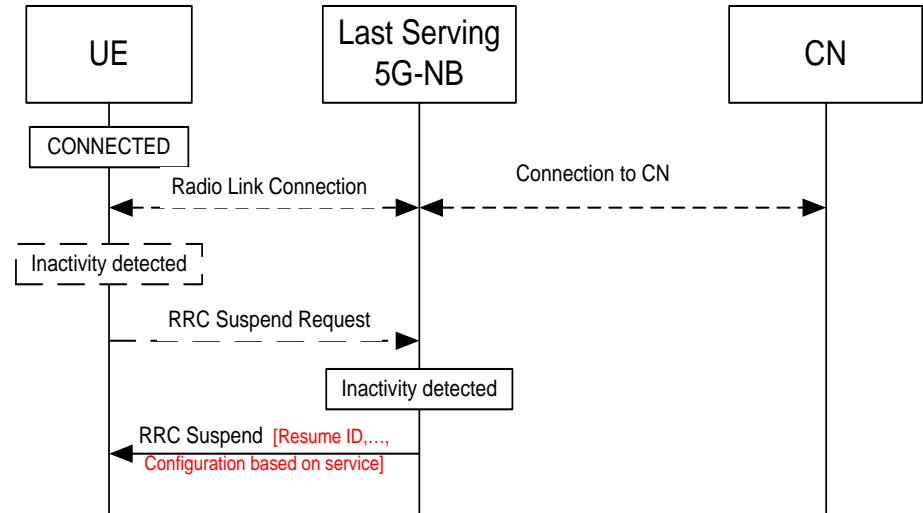 UE
Last Serving
5G-NB
CN
CONNECTED
Radio Link Connection
Connection to CN
Inactivity detected
RRC Suspend Request
Inactivity detected
RRC Suspend [Resume ID,…,
Configuration based on service]